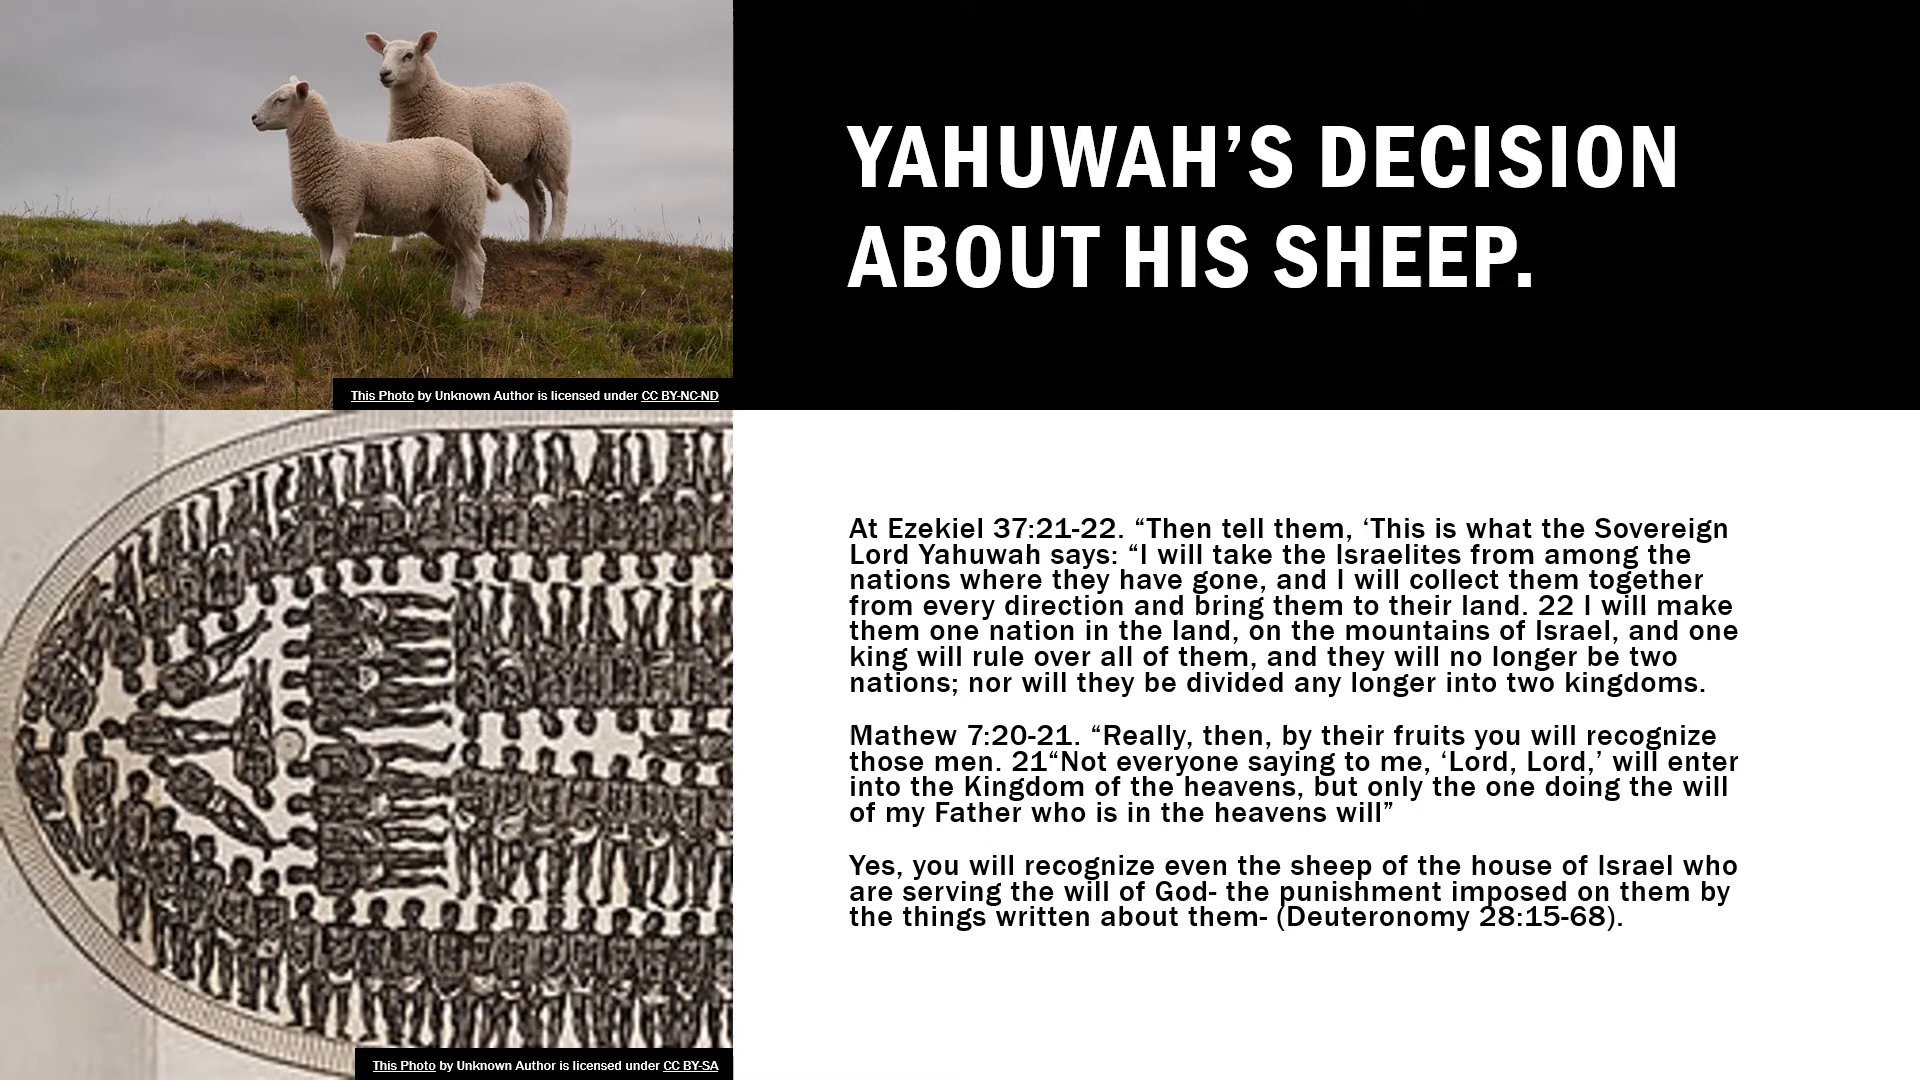 YAHUWAH’S DECISION
ABOUT HIS SHEEP.
This Photo by Unknown Author is licensed under CC BY-NC-ND
At Ezekiel 37:21-22. “Then tell them, ‘This is what the Sovereign
Lord Yahuwah says: “I will take the Israelites from among the
nations where they have gone, and I will collect them together
from every direction and bring them to their land. 22 I will make
them one nation in the land, on the mountains of Israel, and one
king will rule over all of them, and they will no longer be two
nations; nor will they be divided any longer into two kingdoms.
Mathew 7:20-21. “Really, then, by their fruits you will recognize
those men. 21“Not everyone saying to me, ‘Lord, Lord,’ will enter
into the Kingdom of the heavens, but only the one doing the will
of my Father who is in the heavens will”
Yes, you will recognize even the sheep of the house of Israel who
are serving the will of God- the punishment imposed on them by
the things written about them- (Deuteronomy 28:15-68).
This Photo by Unknown Author is licensed under CC BY-SA